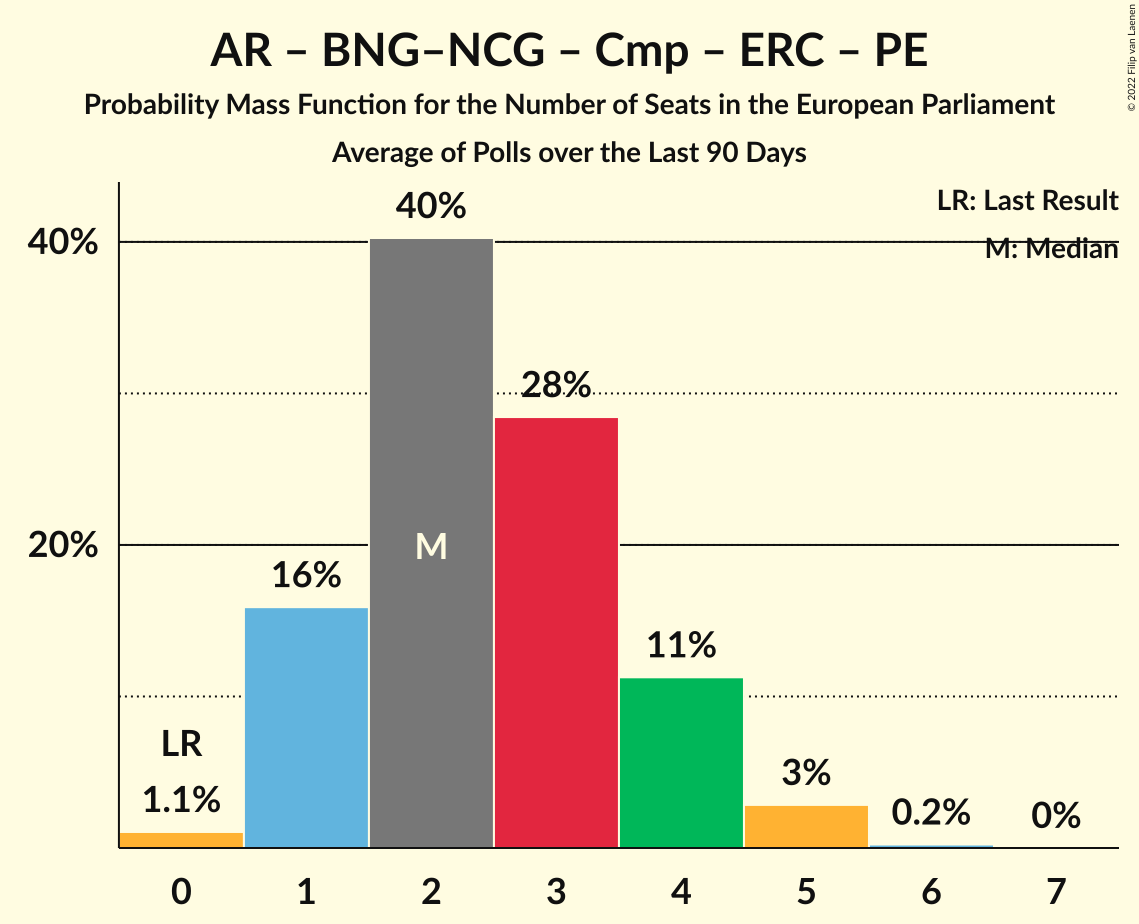 AR – BNG–NCG – Cmp – ERC – PE
Probability Mass Function for the Number of Seats in the European Parliament
Average of Polls over the Last 90 Days
© 2022 Filip van Laenen
LR: Last Result
M: Median
40%
20%
40%
28%
16%
11%
3%
1.1%
0.2%
0%
LR
M
0 1 2 3 4 5 6 7